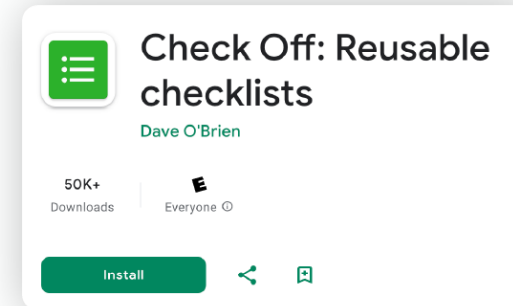 Check Off: Reusable
checklists
Dave O'Brien
50K+
E
Downloads
Everyone
Install